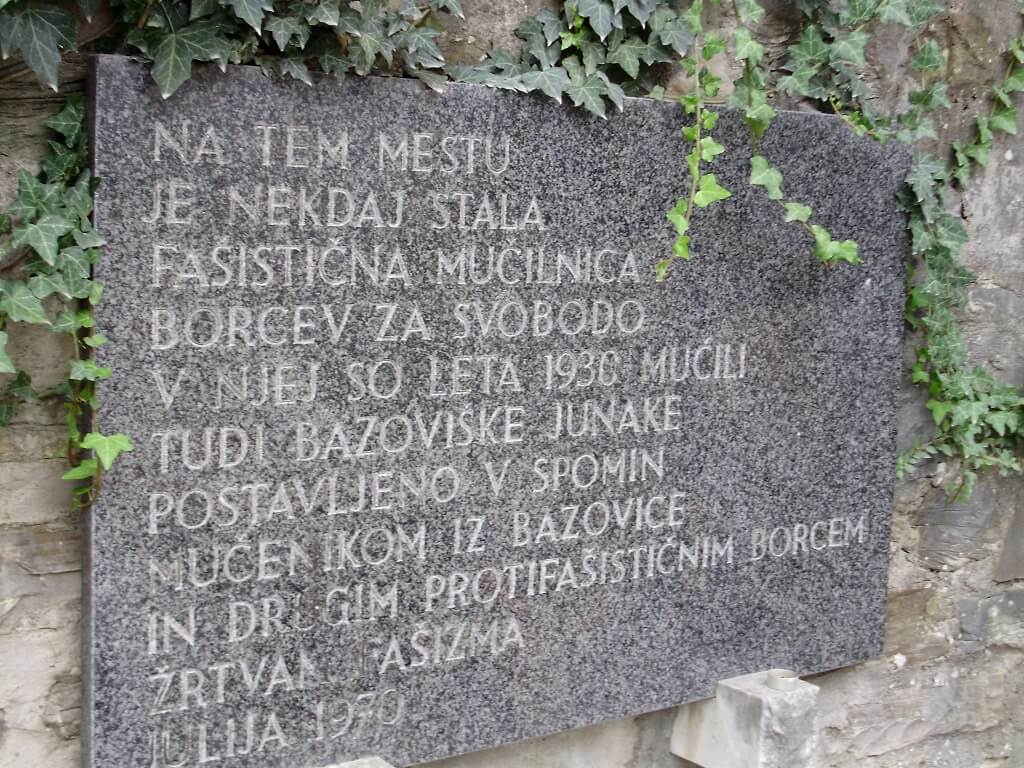 NA TEM MESTU
JE NEKDAJ STALA
FAŠISTIČNA MUČILNICA
BORCEV ZA SVOBODO
V NJEJ SO LETA 1930 MUČILI
TUDI BAZOVIŠKE JUNAKE
POSTAVLJENO V SPOMIN
MUČENIKOM IZ BAZOVICE
IN DRUGIM PROTIFAŠISTIČNIM BORCEM
ŽRTVAM FAŠIZMA
JULIJA 1970